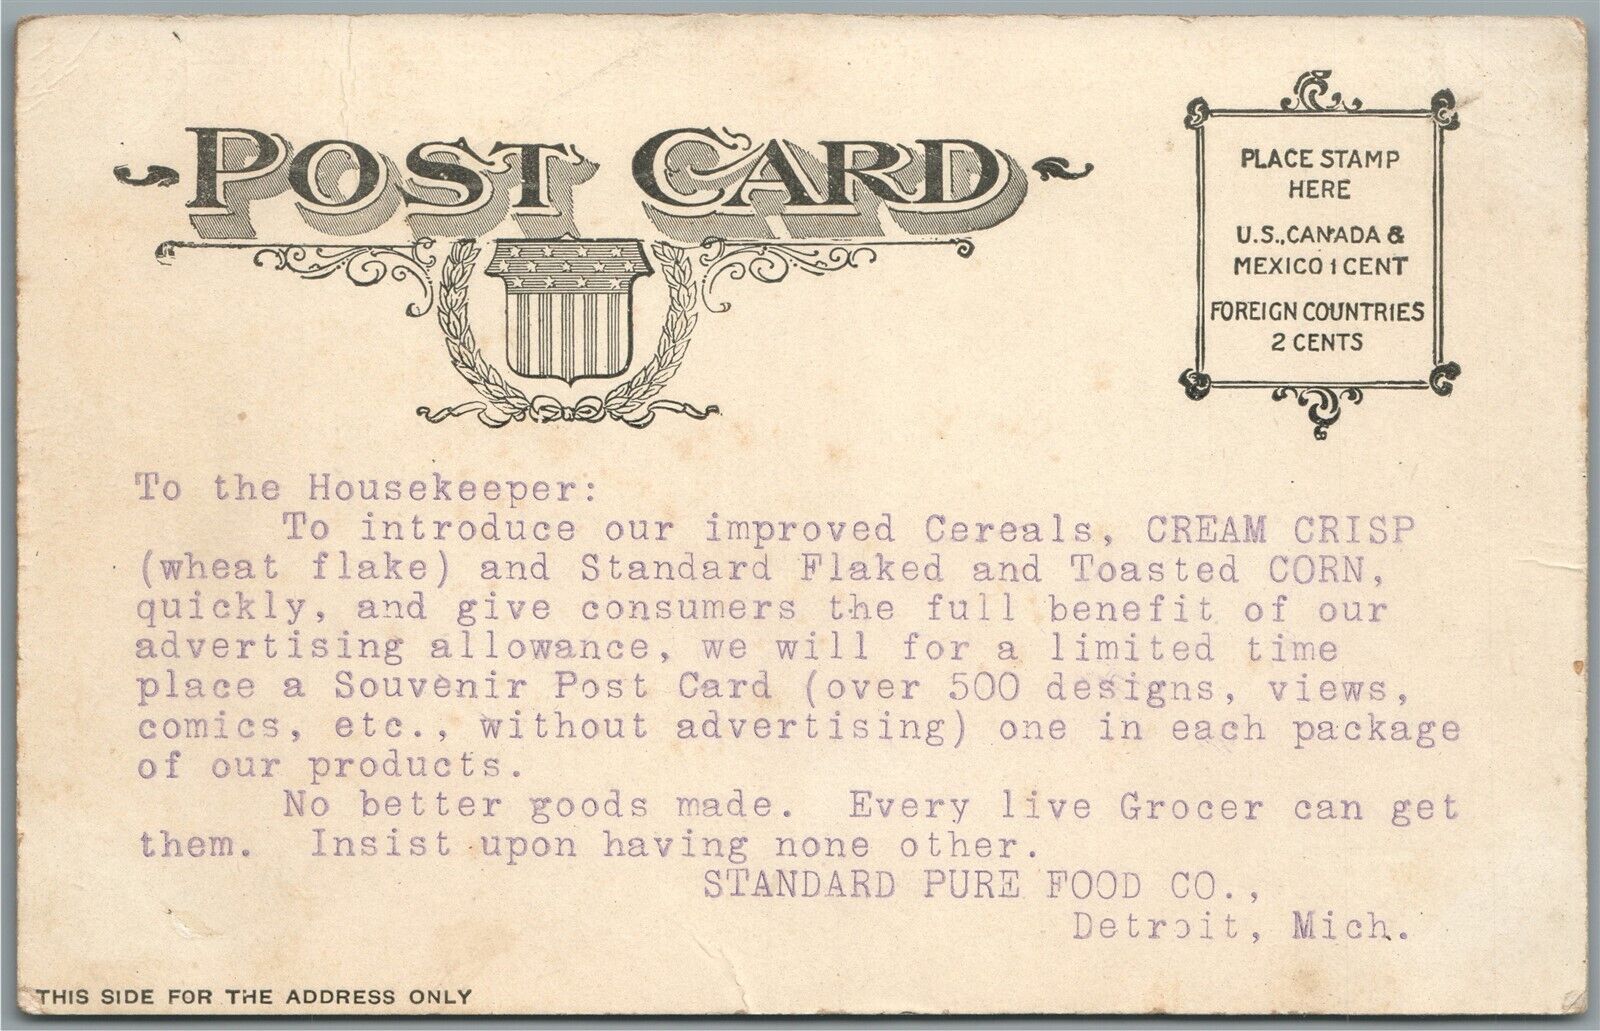 POST CARD
PLACE STAMP
HERE
U.S., CANADA &
MEXICO 1 CENT
FOREIGN COUNTRIES
2 CENTS
To the Housekeeper:
To introduce our improved Cereals, CREAM CRISP
(wheat flake) and Standard Flaked and Toasted CORN,
quickly, and give consumers the full benefit of our
advertising allowance, we will for a limited time
place a Souvenir Post Card (over 500 designs, views,
comics, etc., without advertising) one in each package
of our products.
No better goods made. Every live Grocer can get
them. Insist upon having none other.
STANDARD PURE FOOD CO.,
Detroit, Mich.
THIS SIDE FOR THE ADDRESS ONLY